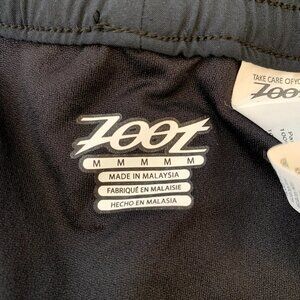 ZOOT
M M M M M
MADE IN MALAYSIA
FABRIQUÉ EN MALAISIE
HECHO EN MALASIA
TAKE CARE OF YO
ZOOT